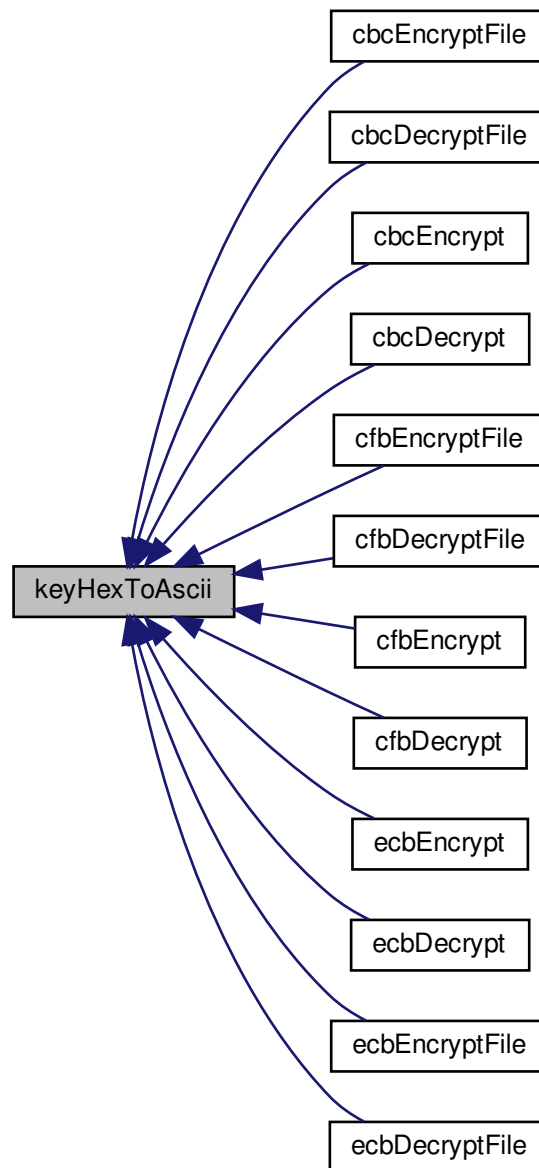 cbcEncryptFile
cbcDecryptFile
cbcEncrypt
cbcDecrypt
cfbEncryptFile
cfbDecryptFile
keyHexToAscii
cfbEncrypt
cfbDecrypt
ecbEncrypt
ecbDecrypt
ecbEncryptFile
ecbDecryptFile